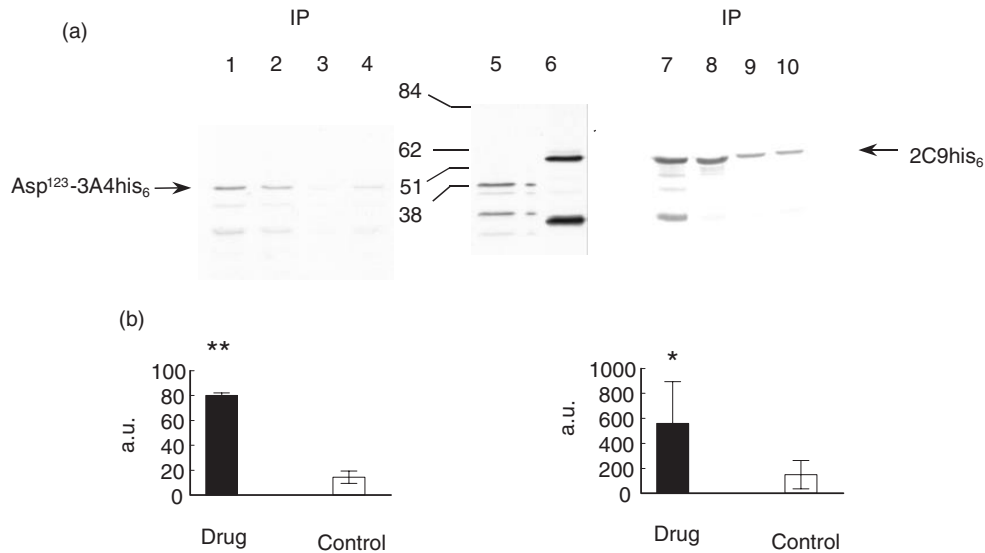 (a)
IP
IP
1 2 3 4 5 6 7 8 9 10
84
62
51
38
Asp¹²³-3A4his₆
2C9his₆
(b)
**
100
80
60
40
20
0
a.u.
Drug
Control
*
1000
800
600
400
200
0
a.u.
Drug
Control